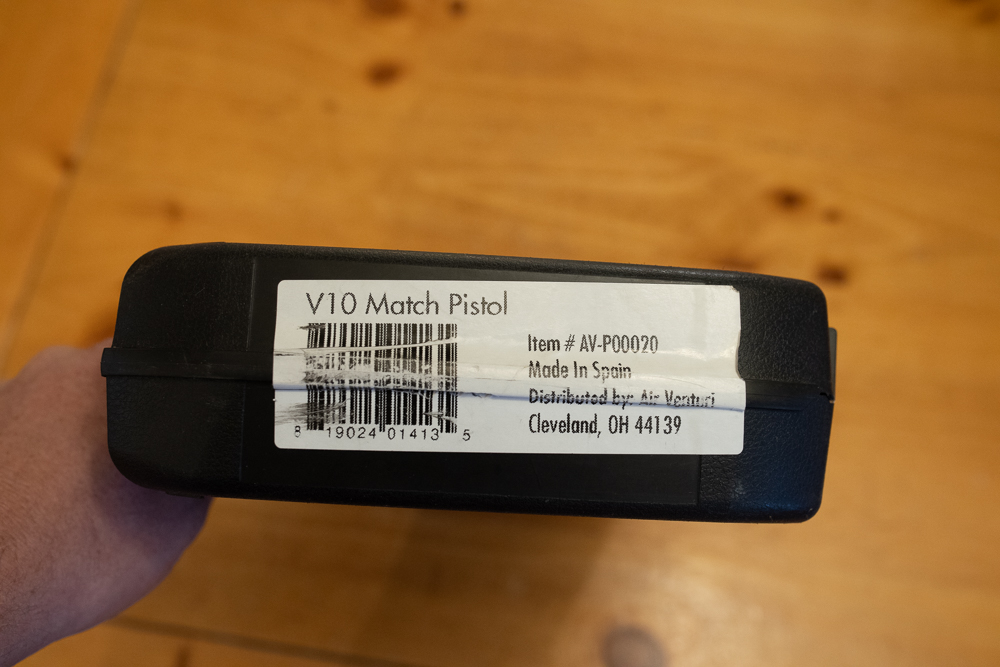 V10 Match Pistol
8 19024 01413 5
Item # AV-P00020
Made In Spain
Distributed by: Air Venturi
Cleveland, OH 44139